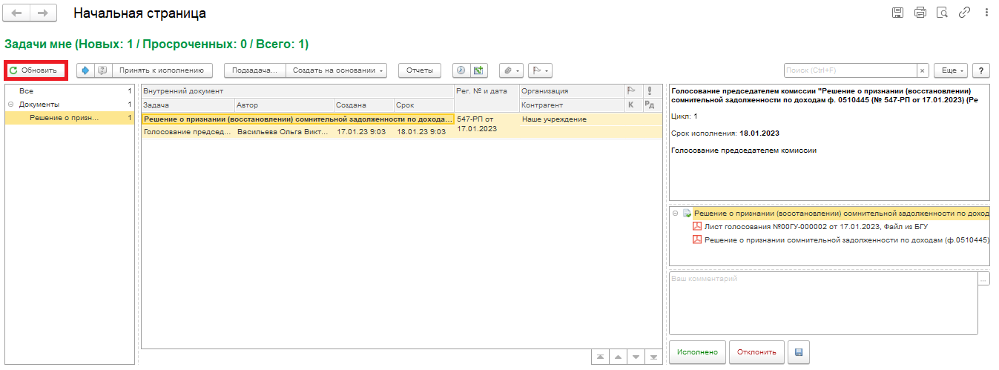 Начальная страница
Задачи мне (Новых: 1 / Просроченных: 0 / Всего: 1)
Обновить
Принять к исполнению
Подзадача...
Создать на основании
Отчеты
Поиск (Ctrl+F)
×
Еще
?
Все 1
Документы 1
Решение о призн... 1
Внутренний документ
Рег. № и дата
Организация
Задача
Автор
Создана
Срок
Контрагент
К
Рд
Решение о признании (восстановлении) сомнительной задолженности по дохода...
547-РП от
17.01.2023
Наше учреждение
Голосование председ...
Васильева Ольга Викт...
17.01.23 9:03
18.01.23 9:03
Голосование председателем комиссии "Решение о признании (восстановлении)
сомнительной задолженности по доходам ф. 0510445 (№ 547-РП от 17.01.2023) (Ре
Цикл: 1
Срок исполнения: 18.01.2023
Голосование председателем комиссии
Решение о признании (восстановлении) сомнительной задолженности по доход
Лист голосования №00ГУ-000002 от 17.01.2023, Файл из БГУ
Решение о признании сомнительной задолженности по доходам (ф.0510445)
Ваш комментарий
...
Исполнено
Отклонить